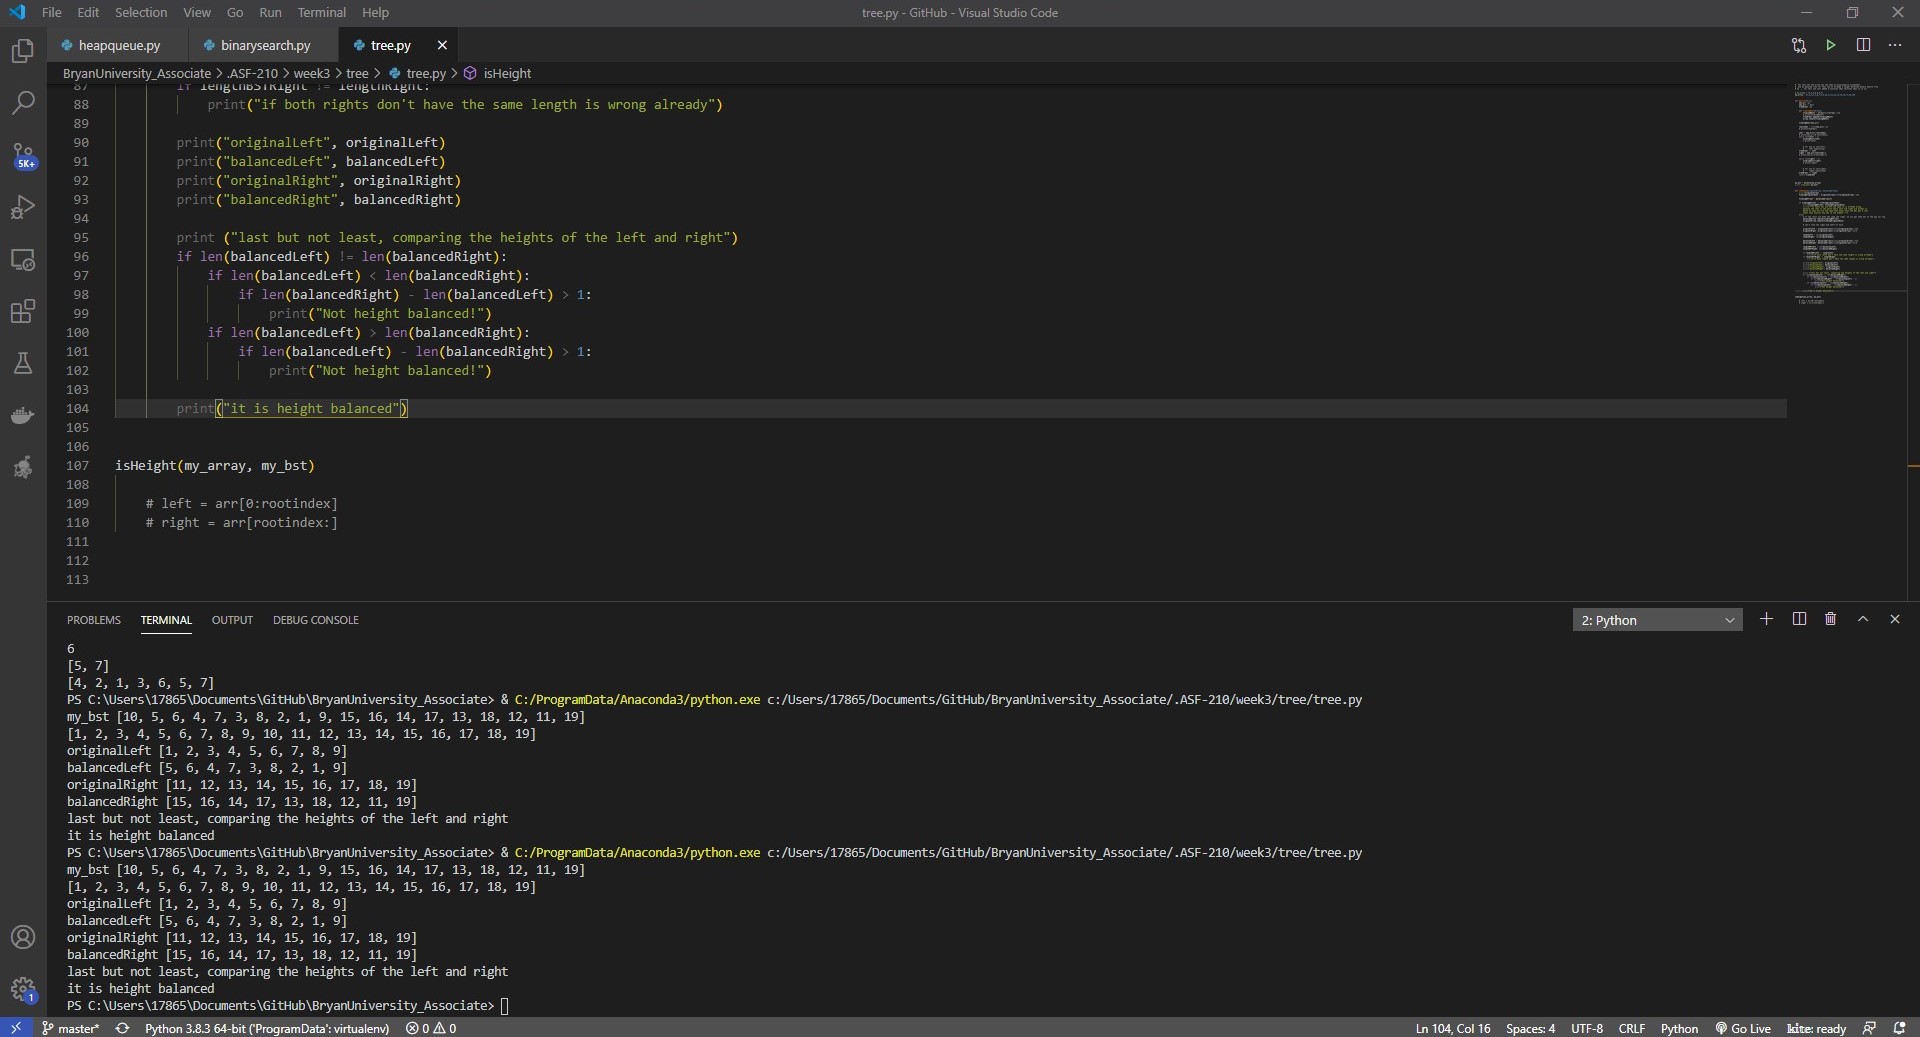 File Edit Selection View Go Run Terminal Help
tree.py - GitHub - Visual Studio Code
heapqueue.py
binarysearch.py
tree.py
BryanUniversity_Associate > .ASF-210 > week3 > tree > tree.py > isHeight
87 if lengthBSTRight != lengthRight:
88 print("if both rights don't have the same length is wrong already")
89
90 print("originalLeft", originalLeft)
91 print("balancedLeft", balancedLeft)
92 print("originalRight", originalRight)
93 print("balancedRight", balancedRight)
94
95 print ("last but not least, comparing the heights of the left and right")
96 if len(balancedLeft) != len(balancedRight):
97 if len(balancedLeft) < len(balancedRight):
98 if len(balancedRight) - len(balancedLeft) > 1:
99 print("Not height balanced!")
100 if len(balancedLeft) > len(balancedRight):
101 if len(balancedLeft) - len(balancedRight) > 1:
102 print("Not height balanced!")
103
104 print("it is height balanced")
105
106
107 isHeight(my_array, my_bst)
108
109 # left = arr[0:rootindex]
110 # right = arr[rootindex:]
111
112
113
5K+
PROBLEMS TERMINAL OUTPUT DEBUG CONSOLE
2: Python
6
[5, 7]
[4, 2, 1, 3, 6, 5, 7]
PS C:\Users\17865\Documents\GitHub\BryanUniversity_Associate> & C:/ProgramData/Anaconda3/python.exe c:/Users/17865/Documents/GitHub/BryanUniversity_Associate/.ASF-210/week3/tree/tree.py
my_bst [10, 5, 6, 4, 7, 3, 8, 2, 1, 9, 15, 16, 14, 17, 13, 18, 12, 11, 19]
[1, 2, 3, 4, 5, 6, 7, 8, 9, 10, 11, 12, 13, 14, 15, 16, 17, 18, 19]
originalLeft [1, 2, 3, 4, 5, 6, 7, 8, 9]
balancedLeft [5, 6, 4, 7, 3, 8, 2, 1, 9]
originalRight [11, 12, 13, 14, 15, 16, 17, 18, 19]
balancedRight [15, 16, 14, 17, 13, 18, 12, 11, 19]
last but not least, comparing the heights of the left and right
it is height balanced
PS C:\Users\17865\Documents\GitHub\BryanUniversity_Associate> & C:/ProgramData/Anaconda3/python.exe c:/Users/17865/Documents/GitHub/BryanUniversity_Associate/.ASF-210/week3/tree/tree.py
my_bst [10, 5, 6, 4, 7, 3, 8, 2, 1, 9, 15, 16, 14, 17, 13, 18, 12, 11, 19]
[1, 2, 3, 4, 5, 6, 7, 8, 9, 10, 11, 12, 13, 14, 15, 16, 17, 18, 19]
originalLeft [1, 2, 3, 4, 5, 6, 7, 8, 9]
balancedLeft [5, 6, 4, 7, 3, 8, 2, 1, 9]
originalRight [11, 12, 13, 14, 15, 16, 17, 18, 19]
balancedRight [15, 16, 14, 17, 13, 18, 12, 11, 19]
last but not least, comparing the heights of the left and right
it is height balanced
PS C:\Users\17865\Documents\GitHub\BryanUniversity_Associate>
1
master* Python 3.8.3 64-bit ('ProgramData': virtualenv) 0 0
Ln 104, Col 16 Spaces: 4 UTF-8 CRLF Python Go Live kite: ready